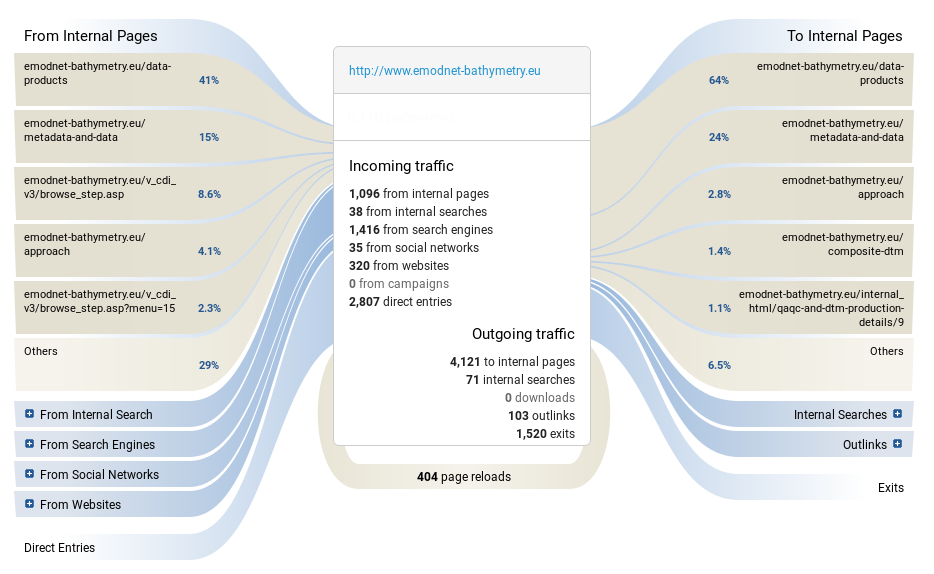 From Internal Pages
emodnet-bathymetry.eu/data-
products
41%
emodnet-bathymetry.eu/
metadata-and-data
15%
emodnet-bathymetry.eu/v_cdi_
v3/browse_step.asp
8.6%
emodnet-bathymetry.eu/
approach
4.1%
emodnet-bathymetry.eu/v_cdi_
v3/browse_step.asp?menu=15
2.3%
Others
29%
From Internal Search
From Search Engines
From Social Networks
From Websites
Direct Entries
http://www.emodnet-bathymetry.eu
Incoming traffic
1,096 from internal pages
38 from internal searches
1,416 from search engines
35 from social networks
320 from websites
0 from campaigns
2,807 direct entries
Outgoing traffic
4,121 to internal pages
71 internal searches
0 downloads
103 outlinks
1,520 exits
404 page reloads
To Internal Pages
emodnet-bathymetry.eu/data-
products
64%
emodnet-bathymetry.eu/
metadata-and-data
24%
emodnet-bathymetry.eu/
approach
2.8%
emodnet-bathymetry.eu/
composite-dtm
1.4%
emodnet-bathymetry.eu/internal_
html/qaqc-and-dtm-production-
details/9
1.1%
Others
6.5%
Internal Searches
Outlinks
Exits